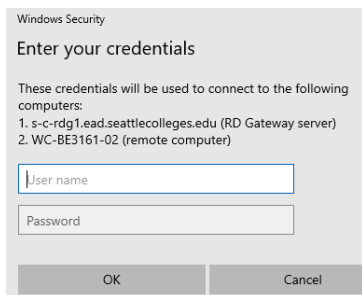 Windows Security
Enter your credentials
These credentials will be used to connect to the following
computers:
1. s-c-rdg1.ead.seattlecolleges.edu (RD Gateway server)
2. WC-BE3161-02 (remote computer)
User name
Password
OK
Cancel